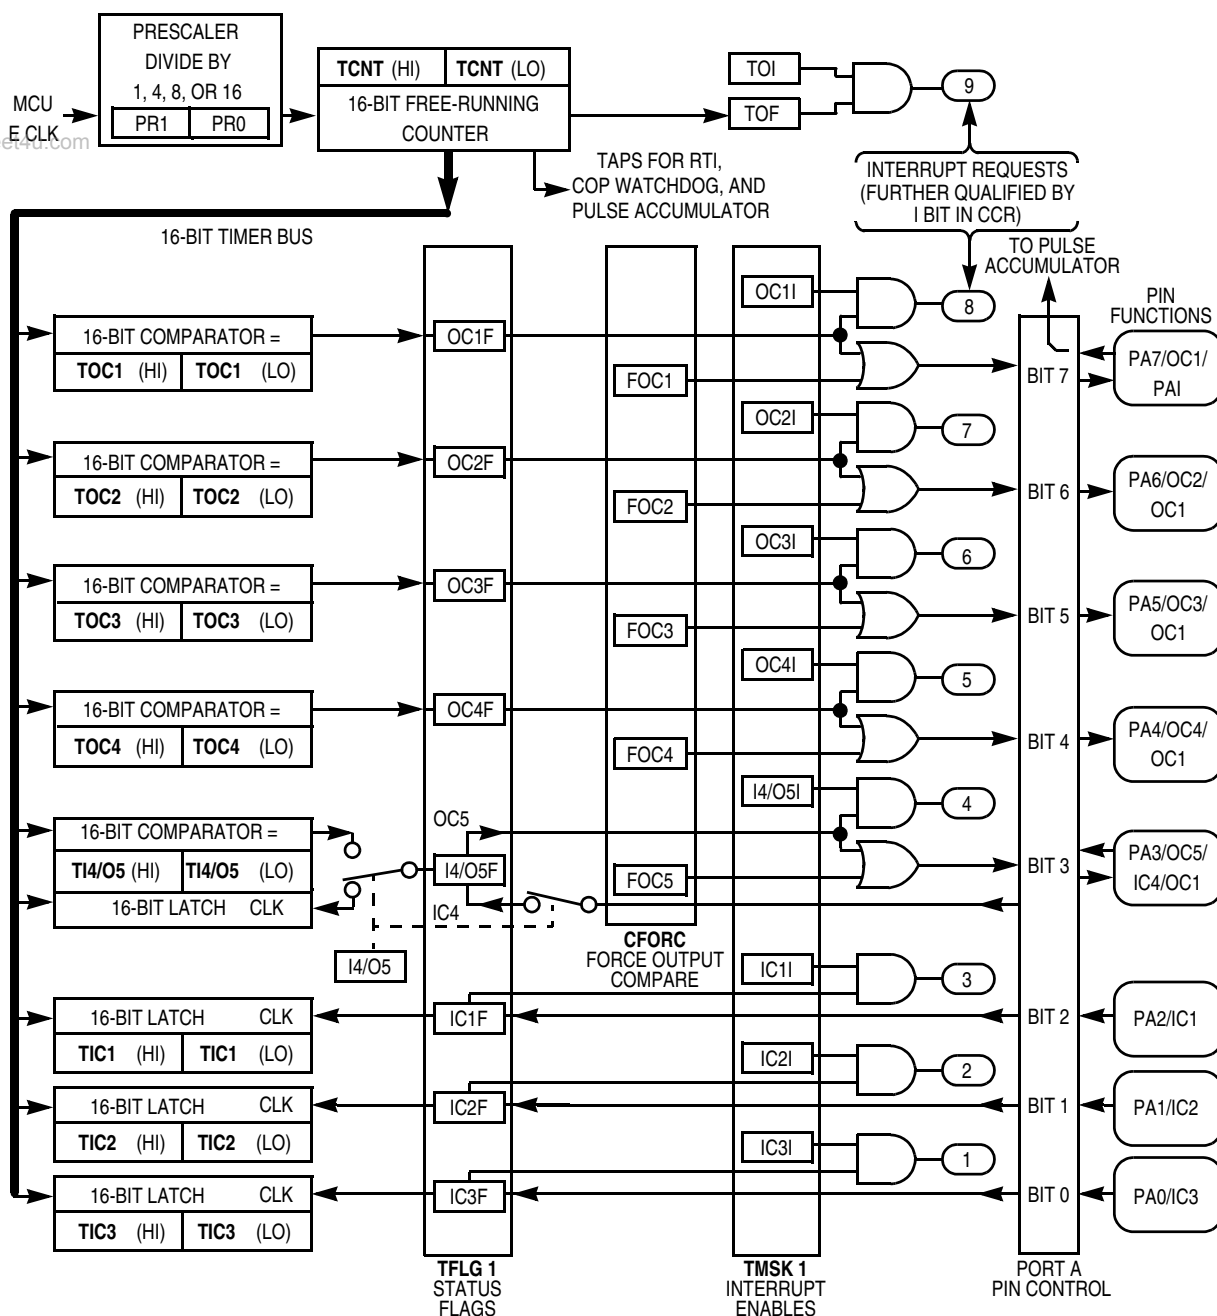 PRESCALER
DIVIDE BY
1, 4, 8, OR 16
PR1 PR0
MCU
E CLK
et4u.com
TCNT (HI) TCNT (LO)
16-BIT FREE-RUNNING
COUNTER
TOI
TOF
9
TAPS FOR RTI,
COP WATCHDOG, AND
PULSE ACCUMULATOR
INTERRUPT REQUESTS
(FURTHER QUALIFIED BY
I BIT IN CCR)
16-BIT TIMER BUS
TO PULSE
ACCUMULATOR
PIN
FUNCTIONS
OC1I
8
16-BIT COMPARATOR =
TOC1 (HI) TOC1 (LO)
OC1F
FOC1
BIT 7
PA7/OC1/
PAI
OC2I
7
16-BIT COMPARATOR =
TOC2 (HI) TOC2 (LO)
OC2F
FOC2
BIT 6
PA6/OC2/
OC1
OC3I
6
16-BIT COMPARATOR =
TOC3 (HI) TOC3 (LO)
OC3F
FOC3
BIT 5
PA5/OC3/
OC1
OC4I
5
16-BIT COMPARATOR =
TOC4 (HI) TOC4 (LO)
OC4F
FOC4
BIT 4
PA4/OC4/
OC1
I4/O5I
4
16-BIT COMPARATOR =
TI4/O5 (HI) TI4/O5 (LO)
16-BIT LATCH CLK
OC5
I4/O5F
IC4
I4/O5
FOC5
BIT 3
PA3/OC5/
IC4/OC1
CFORC
FORCE OUTPUT
COMPARE
IC1I
3
16-BIT LATCH CLK
TIC1 (HI) TIC1 (LO)
IC1F
BIT 2
PA2/IC1
IC2I
2
16-BIT LATCH CLK
TIC2 (HI) TIC2 (LO)
IC2F
BIT 1
PA1/IC2
IC3I
1
16-BIT LATCH CLK
TIC3 (HI) TIC3 (LO)
IC3F
BIT 0
PA0/IC3
TFLG 1
STATUS
FLAGS
TMSK 1
INTERRUPT
ENABLES
PORT A
PIN CONTROL